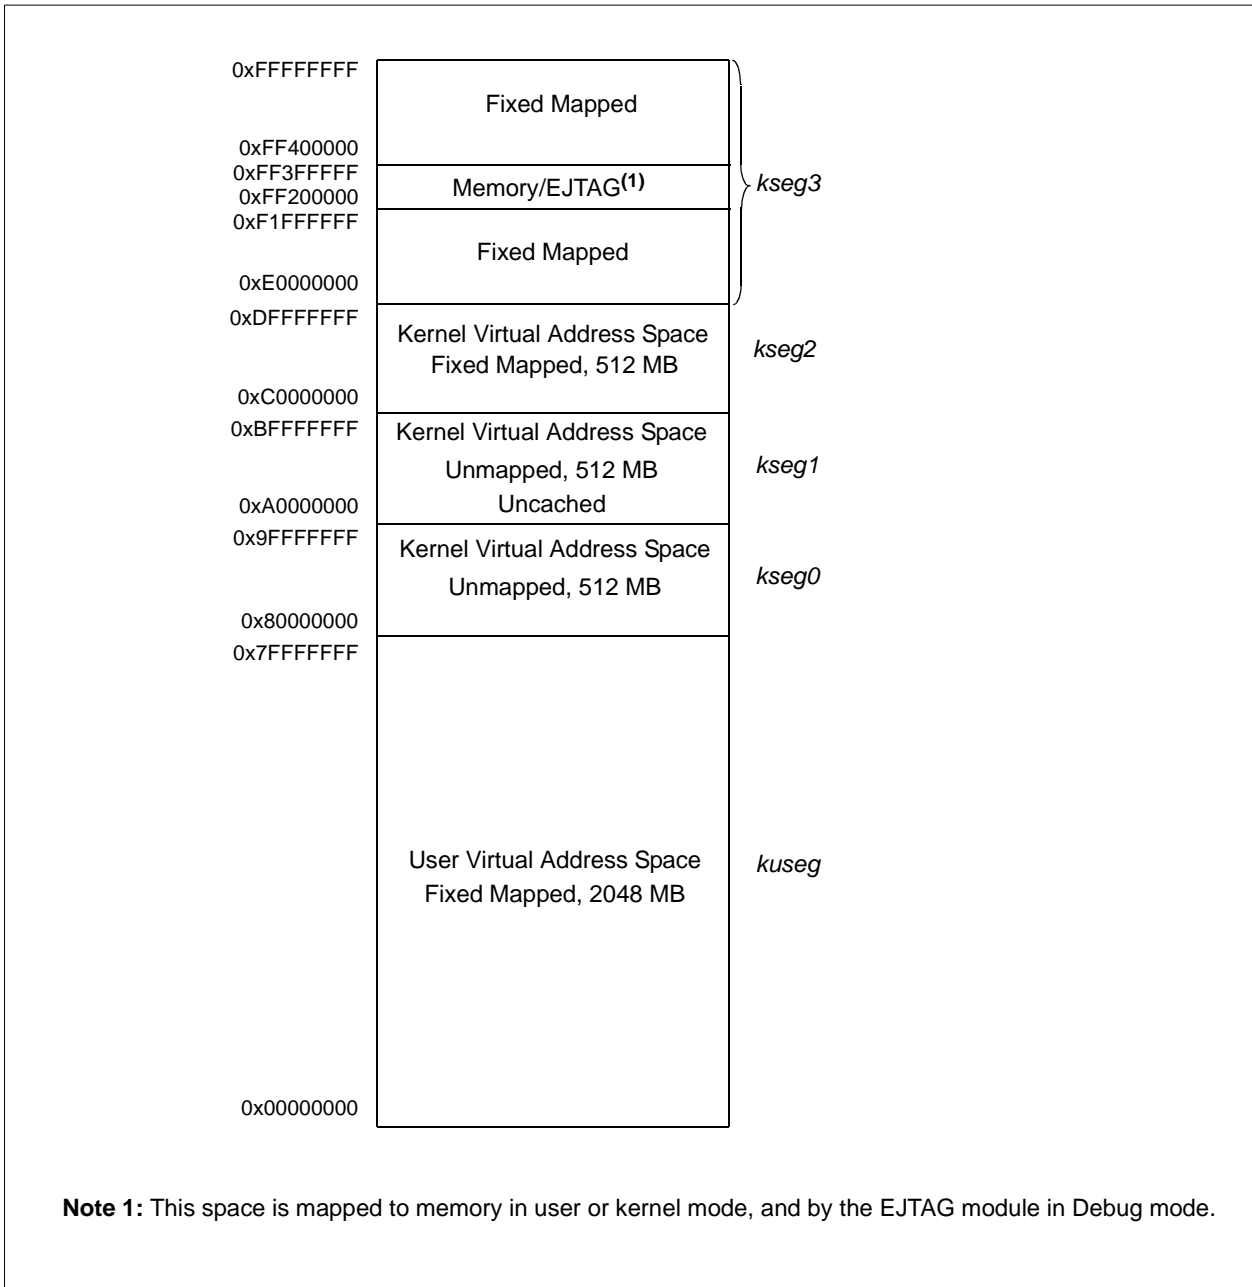 0xFFFFFFFF
Fixed Mapped
0xFF400000
0xFF3FFFFF
Memory/EJTAG(1)
kseg3
0xFF200000
0xF1FFFFFF
Fixed Mapped
0xE0000000
0xDFFFFFFF
Kernel Virtual Address Space
Fixed Mapped, 512 MB
kseg2
0xC0000000
0xBFFFFFFF
Kernel Virtual Address Space
Unmapped, 512 MB
kseg1
Uncached
0xA0000000
0x9FFFFFFF
Kernel Virtual Address Space
Unmapped, 512 MB
kseg0
0x80000000
0x7FFFFFFF
User Virtual Address Space
Fixed Mapped, 2048 MB
kuseg
0x00000000
Note 1: This space is mapped to memory in user or kernel mode, and by the EJTAG module in Debug mode.